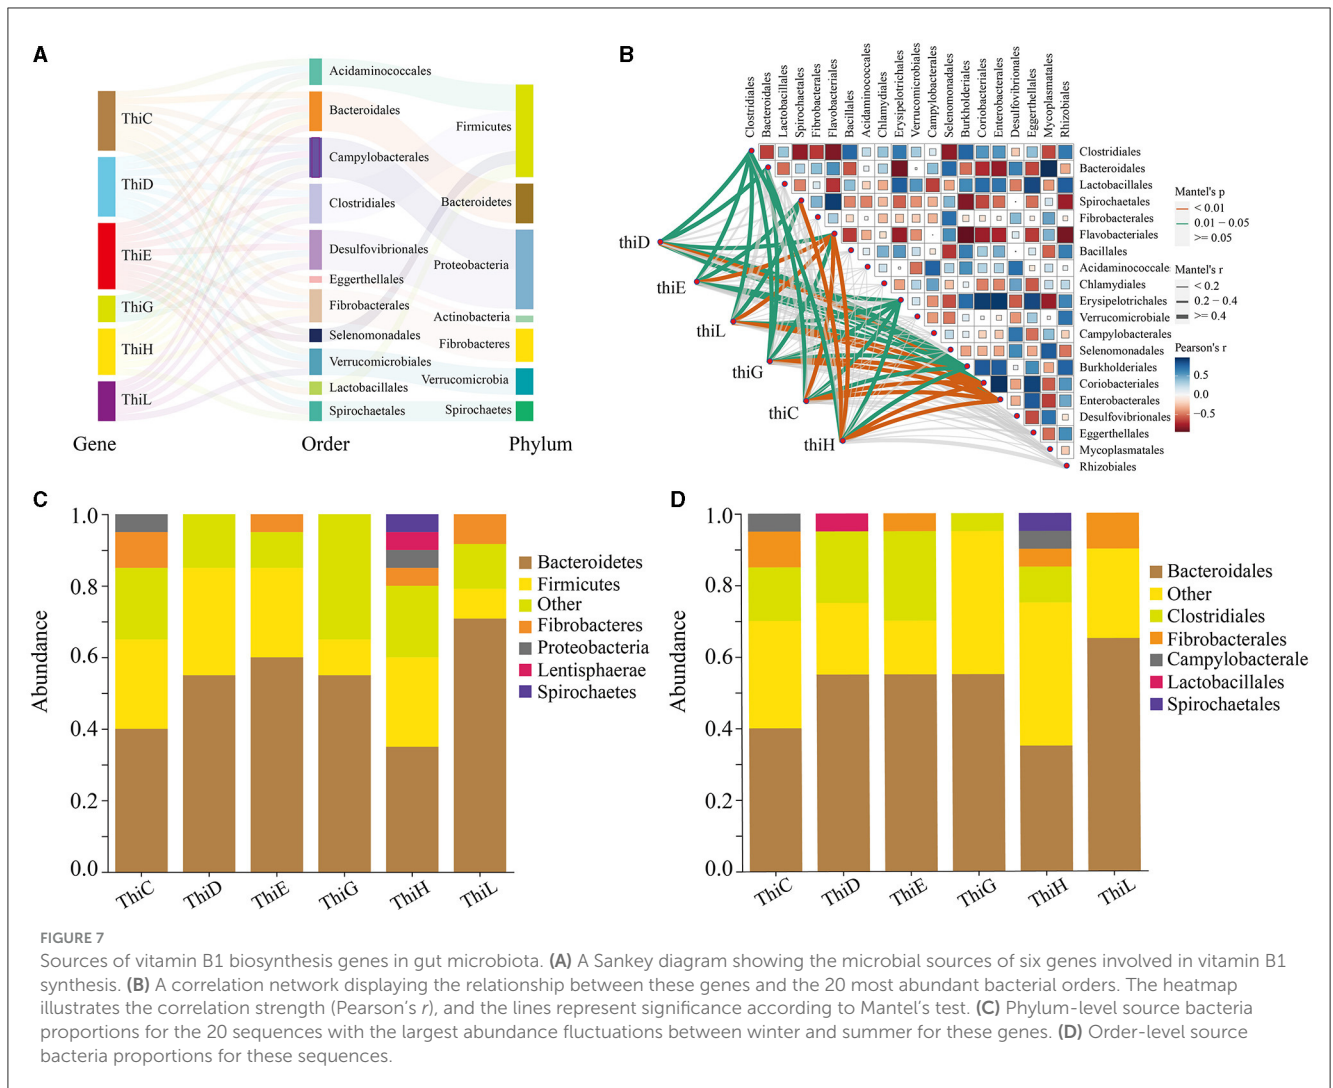 A
ThiC
ThiD
ThiE
ThiG
ThiH
ThiL
Gene
Acidaminococcales
Bacteroidales
Campylobacterales
Clostridiales
Desulfovibrionales
Eggerthellales
Fibrobacterales
Selenomonadales
Verrucomicrobiales
Lactobacillales
Spirochaetales
Order
Firmicutes
Bacteroidetes
Proteobacteria
Actinobacteria
Fibrobacteres
Verrucomicrobia
Spirochaetes
Phylum
B
Clostridiales
Bacteroidales
Lactobacillales
Spirochaetales
Fibrobacterales
Flavobacteriales
Bacillales
Acidaminococcales
Chlamydiales
Erysipelotrichales
Verrucomicrobiales
Campylobacterales
Selenomonadales
Burkholderiales
Coriobacteriales
Enterobacterales
Desulfovibrionales
Eggerthellales
Mycoplasmatales
Rhizobiales
Clostridiales
Bacteroidales
Lactobacillales
Spirochaetales
Fibrobacterales
Flavobacterales
Bacillales
Acidaminococcale
Chlamydiales
Erysipelotrichales
Verrucomicrobiale
Campylobacterales
Selenomonadales
Burkholderiales
Coriobacteriales
Enterobacterales
Desulfovibrionales
Eggerthellales
Mycoplasmatales
Rhizobiales
thiD
thiE
thiL
thiG
thiC
thiH
Mantel's p
< 0.01
0.01 − 0.05
>= 0.05
Mantel's r
< 0.2
0.2 − 0.4
>= 0.4
Pearson's r
0.5
0.0
−0.5
C
Abundance
1.0
0.8
0.6
0.4
0.2
0.0
ThiC
ThiD
ThiE
ThiG
ThiH
ThiL
Bacteroidetes
Firmicutes
Other
Fibrobacteres
Proteobacteria
Lentisphaerae
Spirochaetes
D
Abundance
1.0
0.8
0.6
0.4
0.2
0.0
ThiC
ThiD
ThiE
ThiG
ThiH
ThiL
Bacteroidales
Other
Clostridiales
Fibrobacterales
Campylobacterale
Lactobacillales
Spirochaetales
FIGURE 7
Sources of vitamin B1 biosynthesis genes in gut microbiota. (A) A Sankey diagram showing the microbial sources of six genes involved in vitamin B1
synthesis. (B) A correlation network displaying the relationship between these genes and the 20 most abundant bacterial orders. The heatmap
illustrates the correlation strength (Pearson's r), and the lines represent significance according to Mantel's test. (C) Phylum-level source bacteria
proportions for the 20 sequences with the largest abundance fluctuations between winter and summer for these genes. (D) Order-level source
bacteria proportions for these sequences.